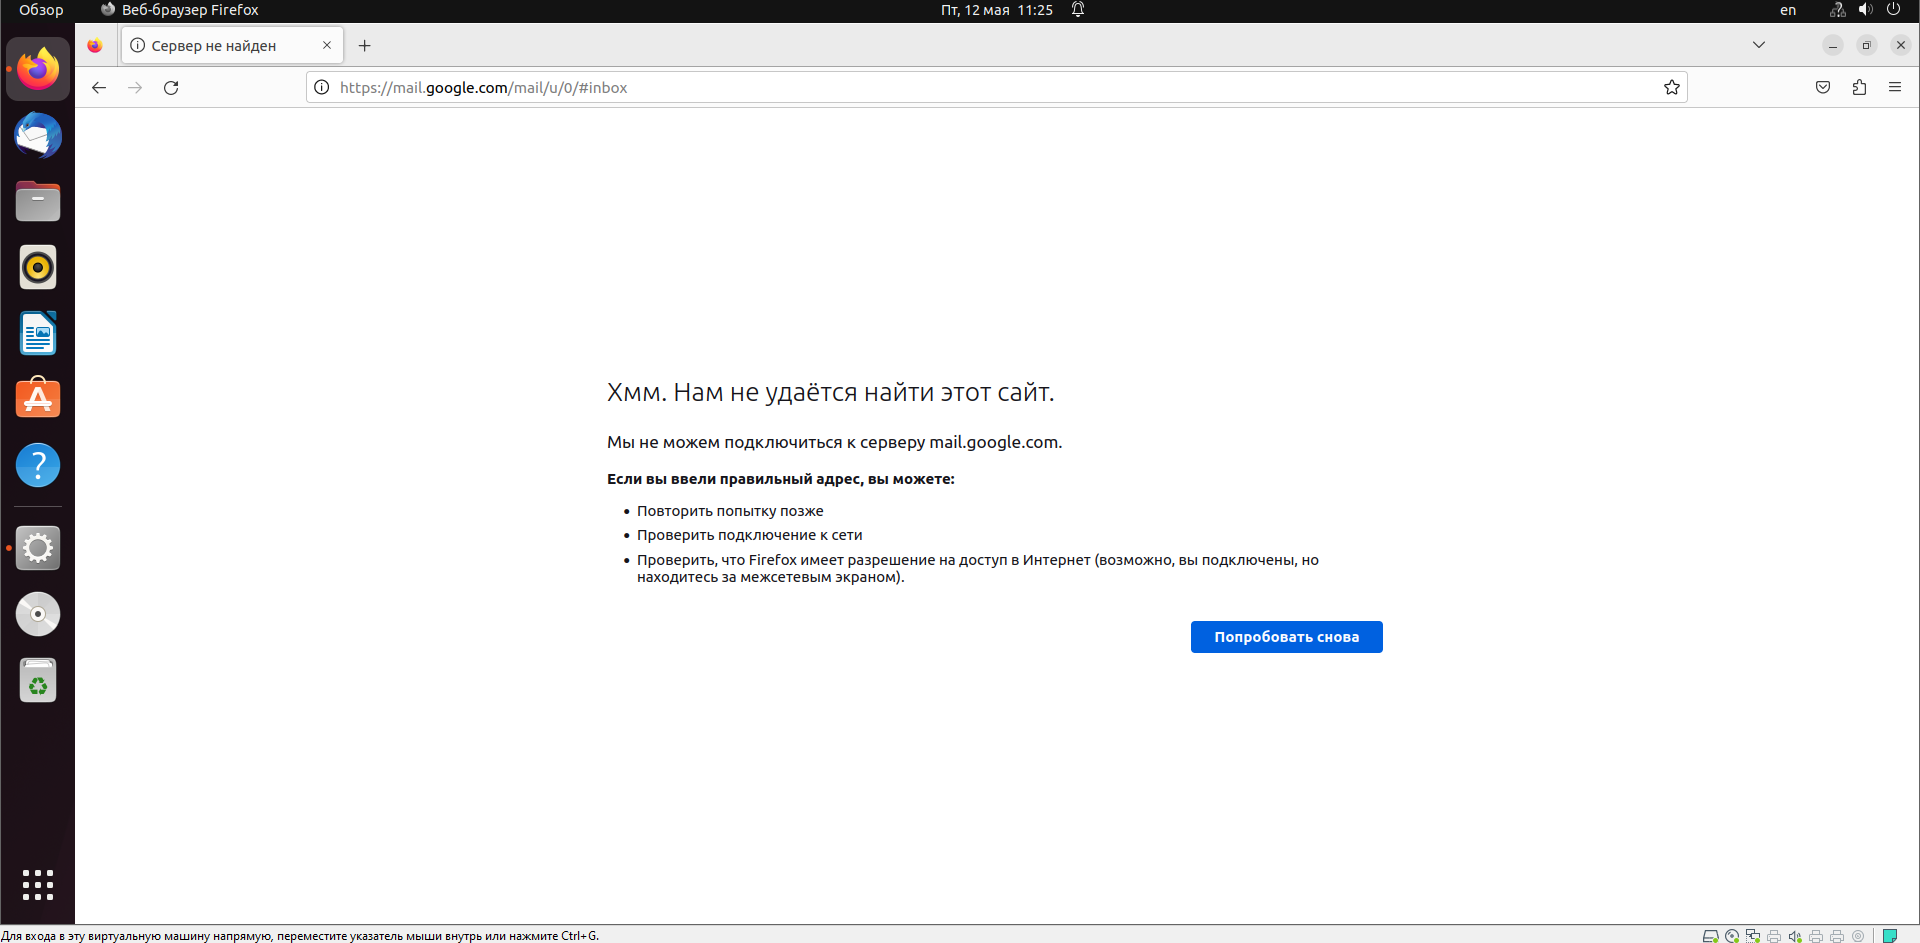 Обзор
Веб-браузер Firefox
Пт, 12 мая 11:25
en
Сервер не найден
https://mail.google.com/mail/u/0/#inbox
Хмм. Нам не удаётся найти этот сайт.
Мы не можем подключиться к серверу mail.google.com.
Если вы ввели правильный адрес, вы можете:
Повторить попытку позже
Проверить подключение к сети
Проверить, что Firefox имеет разрешение на доступ в Интернет (возможно, вы подключены, но
находитесь за межсетевым экраном).
Попробовать снова
Для входа в эту виртуальную машину напрямую, переместите указатель мыши внутрь или нажмите Ctrl+G.